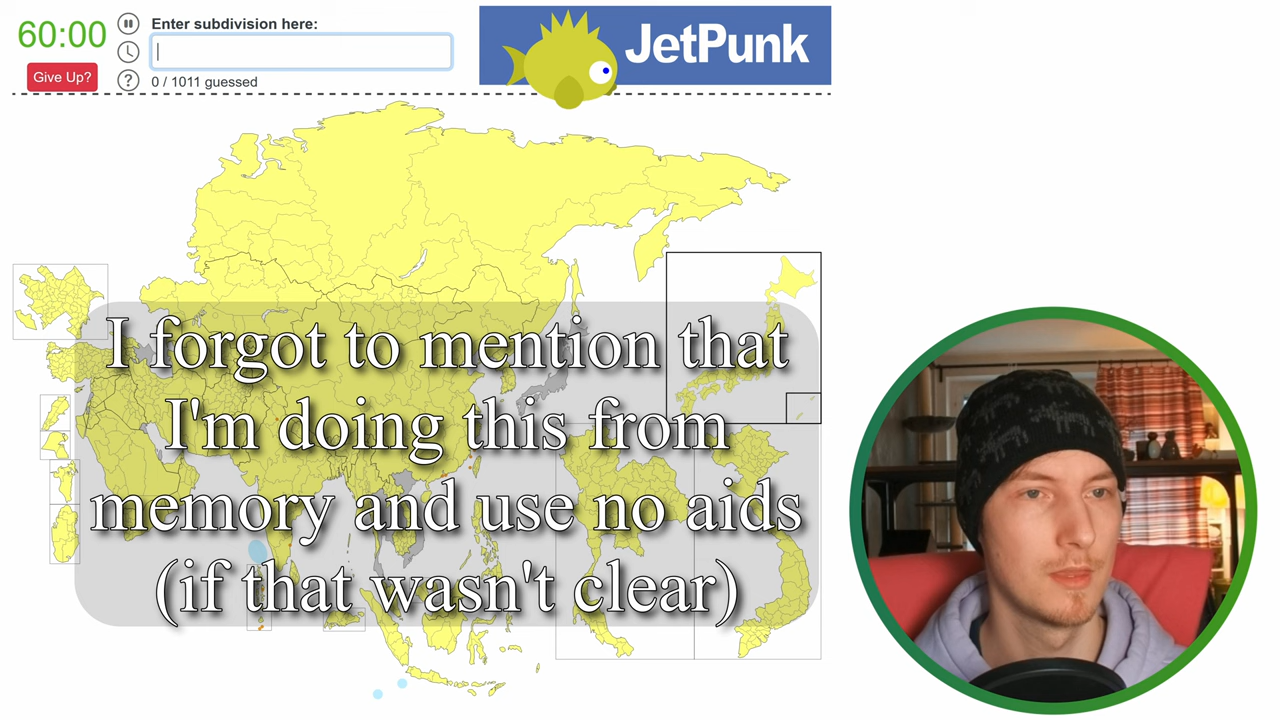 60:00
Enter subdivision here:
Give Up?
0 / 1011 guessed
JetPunk
I forgot to mention that
I'm doing this from
memory and use no aids
(if that wasn't clear)